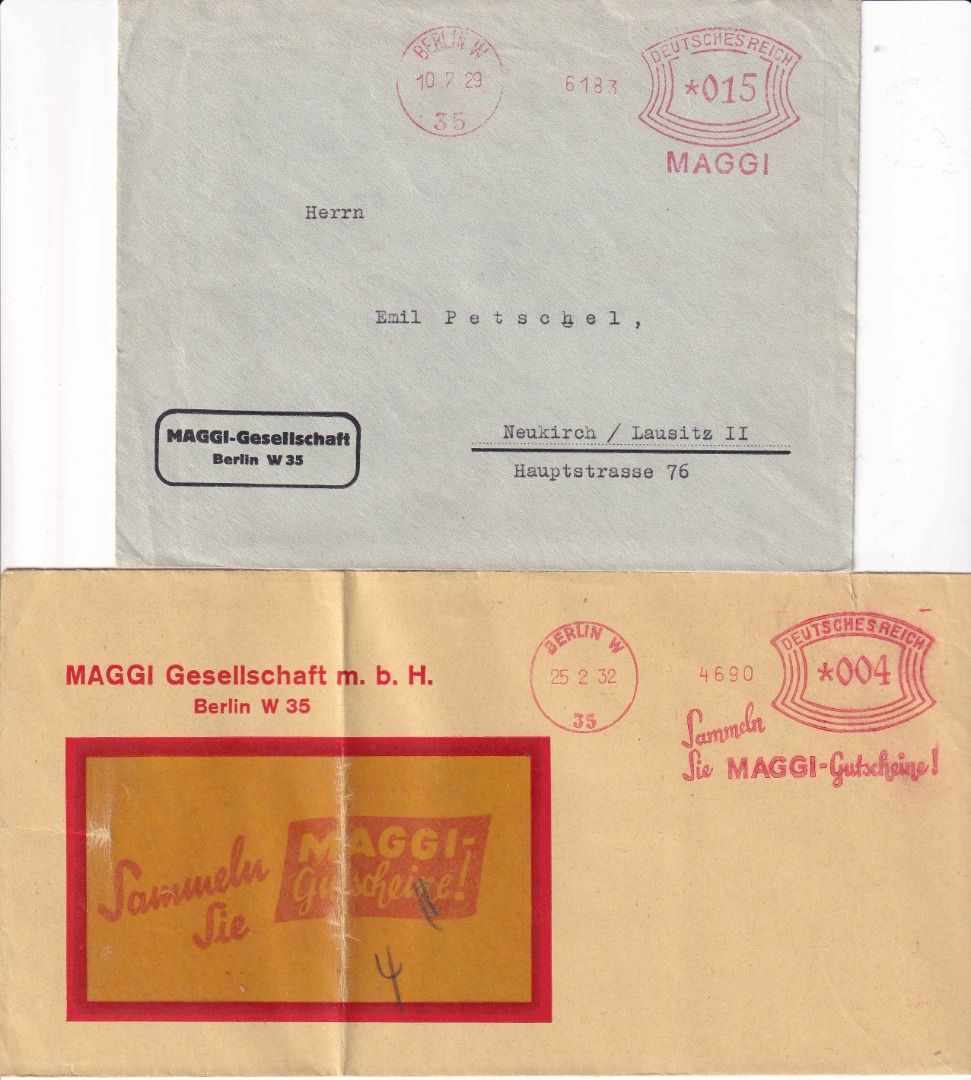 BERLIN W
10 7 29
35
6183
DEUTSCHES REICH
*015
MAGGI
Herrn
Emil Petschel,
MAGGI-Gesellschaft
Berlin W 35
Neukirch / Lausitz II
Hauptstrasse 76
MAGGI Gesellschaft m. b. H.
Berlin W 35
BERLIN W
25 2 32
35
4690
DEUTSCHES REICH
*004
Sammeln
Sie MAGGI-Gutscheine!
Sammeln
Sie
MAGGI-
Gutscheine!
4